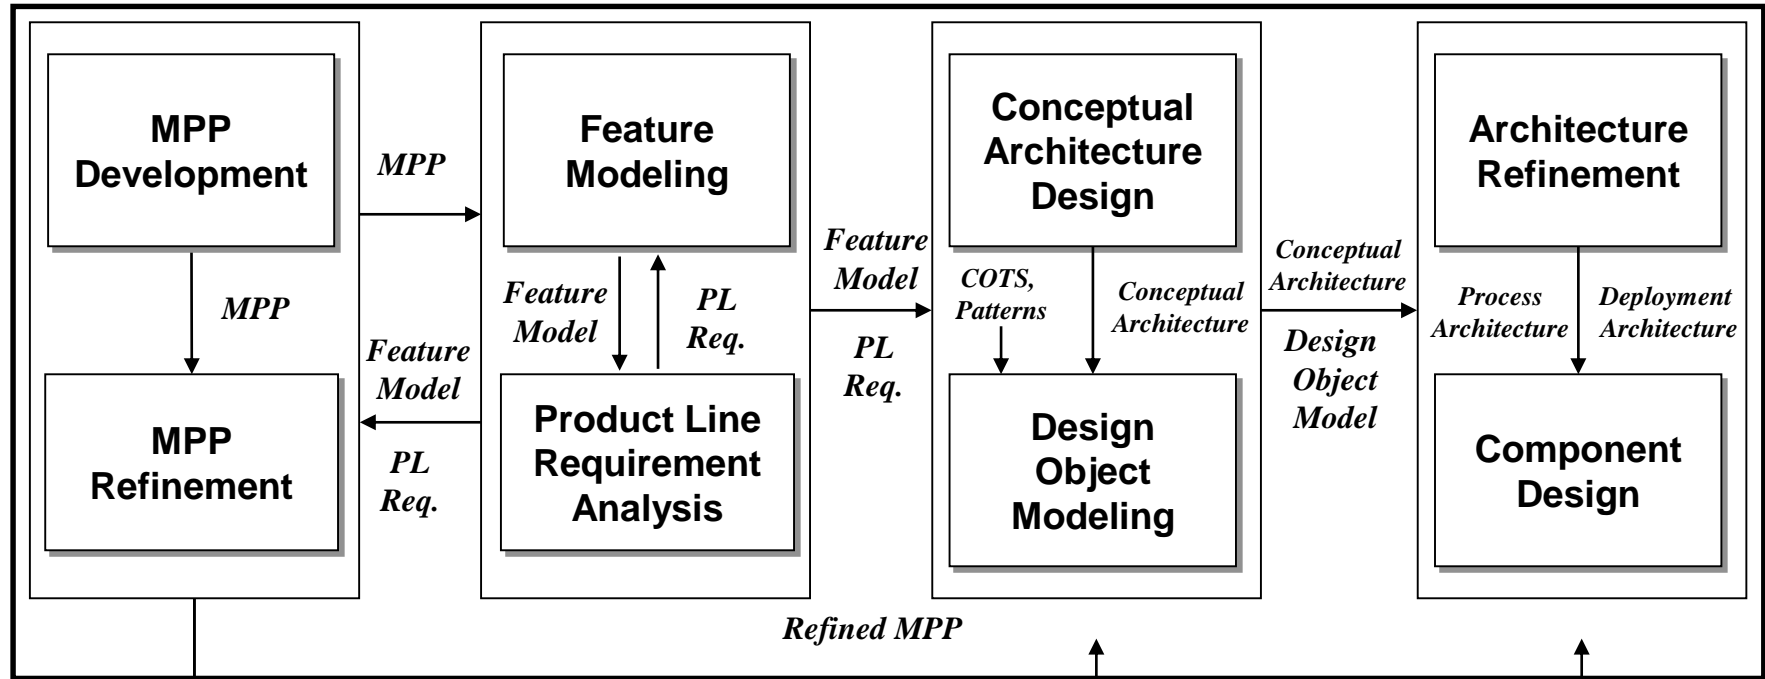 MPP
Development
MPP
MPP
Refinement
MPP
Feature
Model
PL
Req.
Feature
Modeling
Feature
Model
PL
Req.
Product Line
Requirement
Analysis
Feature
Model
PL
Req.
Conceptual
Architecture
Design
COTS,
Patterns
Conceptual
Architecture
Design
Object
Modeling
Conceptual
Architecture
Design
Object
Model
Architecture
Refinement
Process
Architecture
Deployment
Architecture
Component
Design
Refined MPP